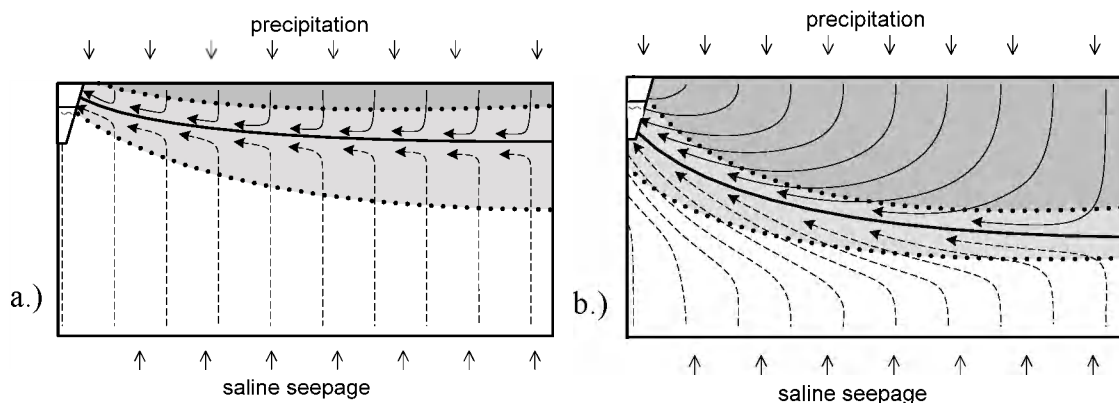 precipitation
a.)
saline seepage
precipitation
b.)
saline seepage